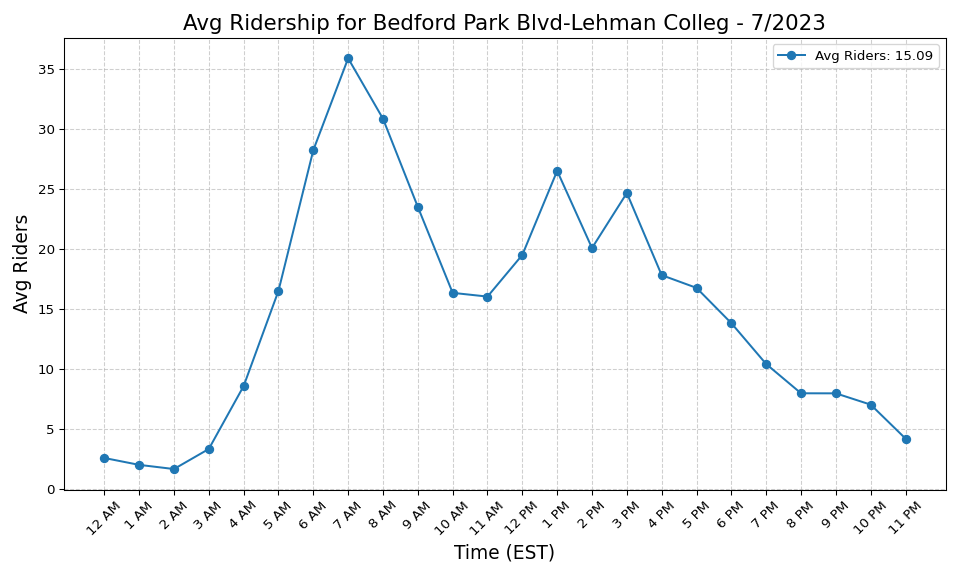 Avg Ridership for Bedford Park Blvd-Lehman Colleg - 7/2023
Avg Riders: 15.09
Avg Riders
35
30
25
20
15
10
5
0
12 AM
1 AM
2 AM
3 AM
4 AM
5 AM
6 AM
7 AM
8 AM
9 AM
10 AM
11 AM
12 PM
1 PM
2 PM
3 PM
4 PM
5 PM
6 PM
7 PM
8 PM
9 PM
10 PM
11 PM
Time (EST)